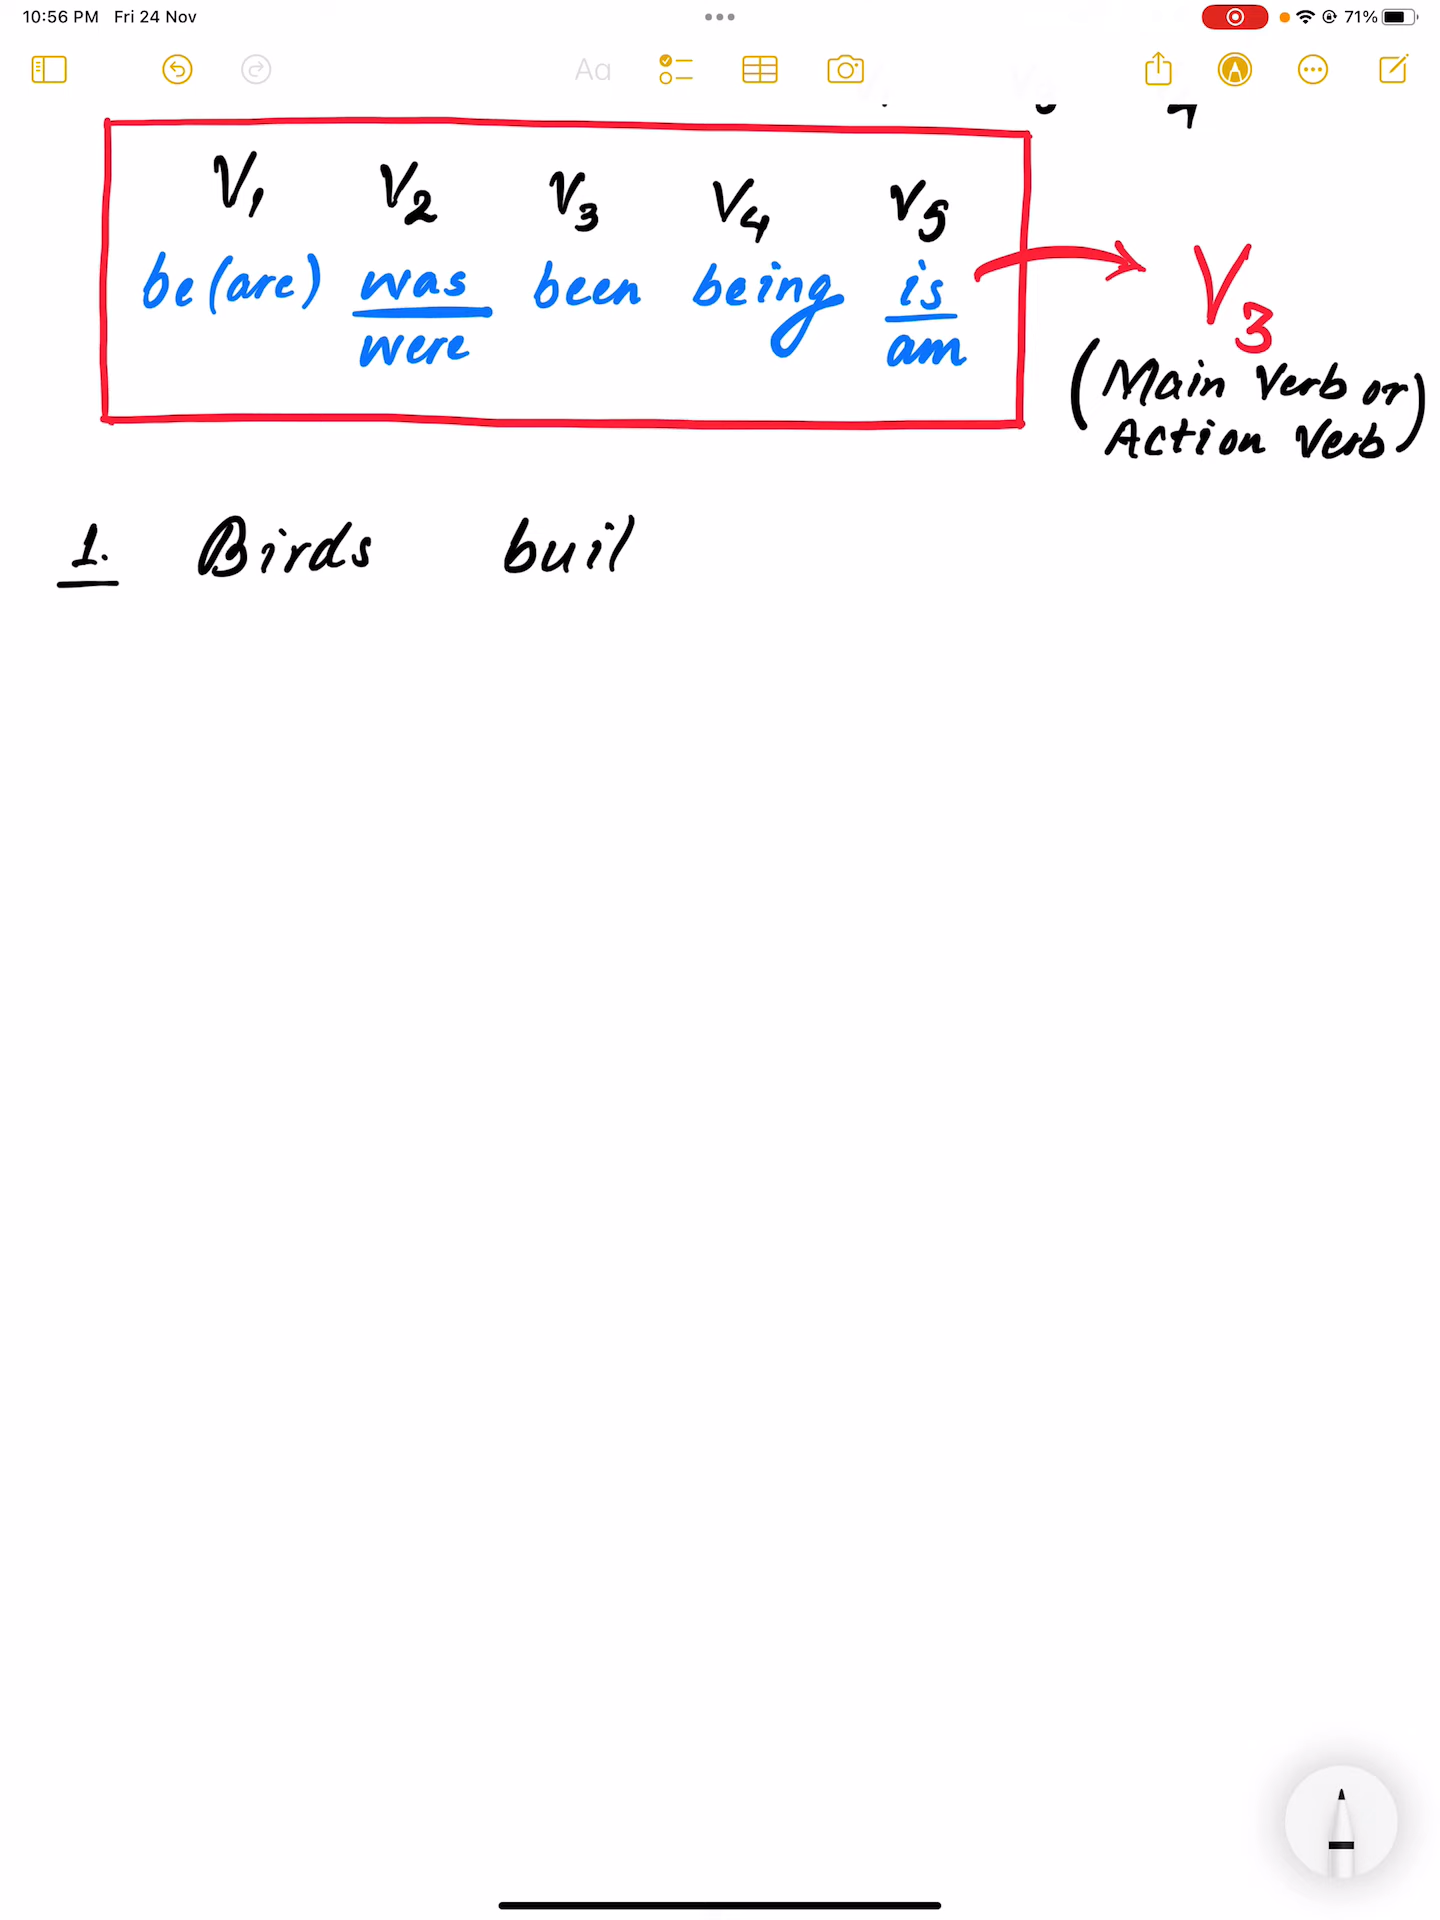 10:56 PM Fri 24 Nov 71%
Aa
V1 V2 V3 V4 V5
be (are) was been being is
were am
V3
(Main Verb or
Action Verb)
1. Birds buil